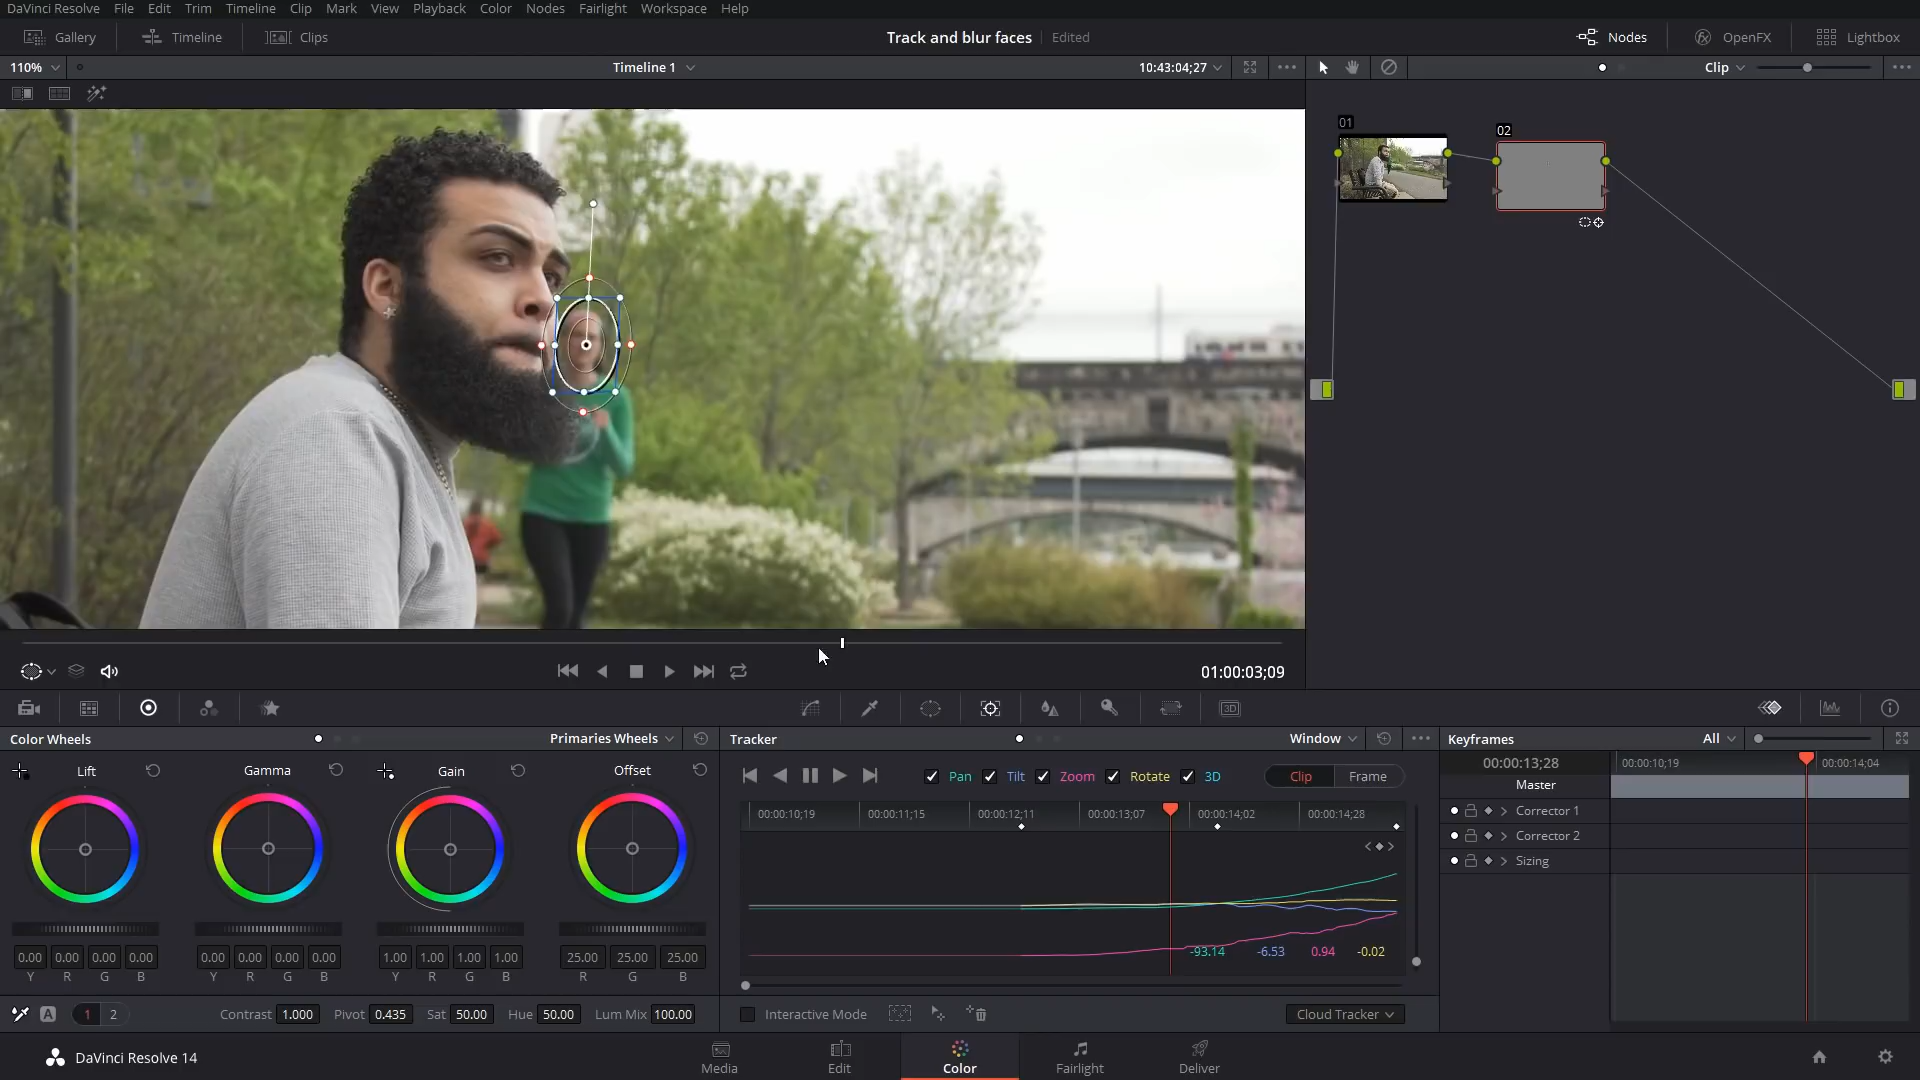 DaVinci Resolve File Edit Trim Timeline Clip Mark View Playback Color Nodes Fairlight Workspace Help
Gallery Timeline Clips Track and blur faces Edited Nodes OpenFX Lightbox
110% Timeline 1 10:43:04;27 Clip
01 02
01:00:03;09
Color Wheels Primaries Wheels Tracker Window Keyframes All
Lift Gamma Gain Offset
Pan Tilt Zoom Rotate 3D Clip Frame
00:00:13;28 00:00:10;19 00:00:14;04
Master
00:00:10;19 00:00:11;15 00:00:12;11 00:00:13;07 00:00:14;02 00:00:14;28
Corrector 1
Corrector 2
Sizing
-93.14 -6.53 0.94 -0.02
0.00 0.00 0.00 0.00 0.00 0.00 0.00 0.00 1.00 1.00 1.00 1.00 25.00 25.00 25.00
Y R G B Y R G B Y R G B R G B
A 1 2 Contrast 1.000 Pivot 0.435 Sat 50.00 Hue 50.00 Lum Mix 100.00 Interactive Mode Cloud Tracker
DaVinci Resolve 14 Media Edit Color Fairlight Deliver